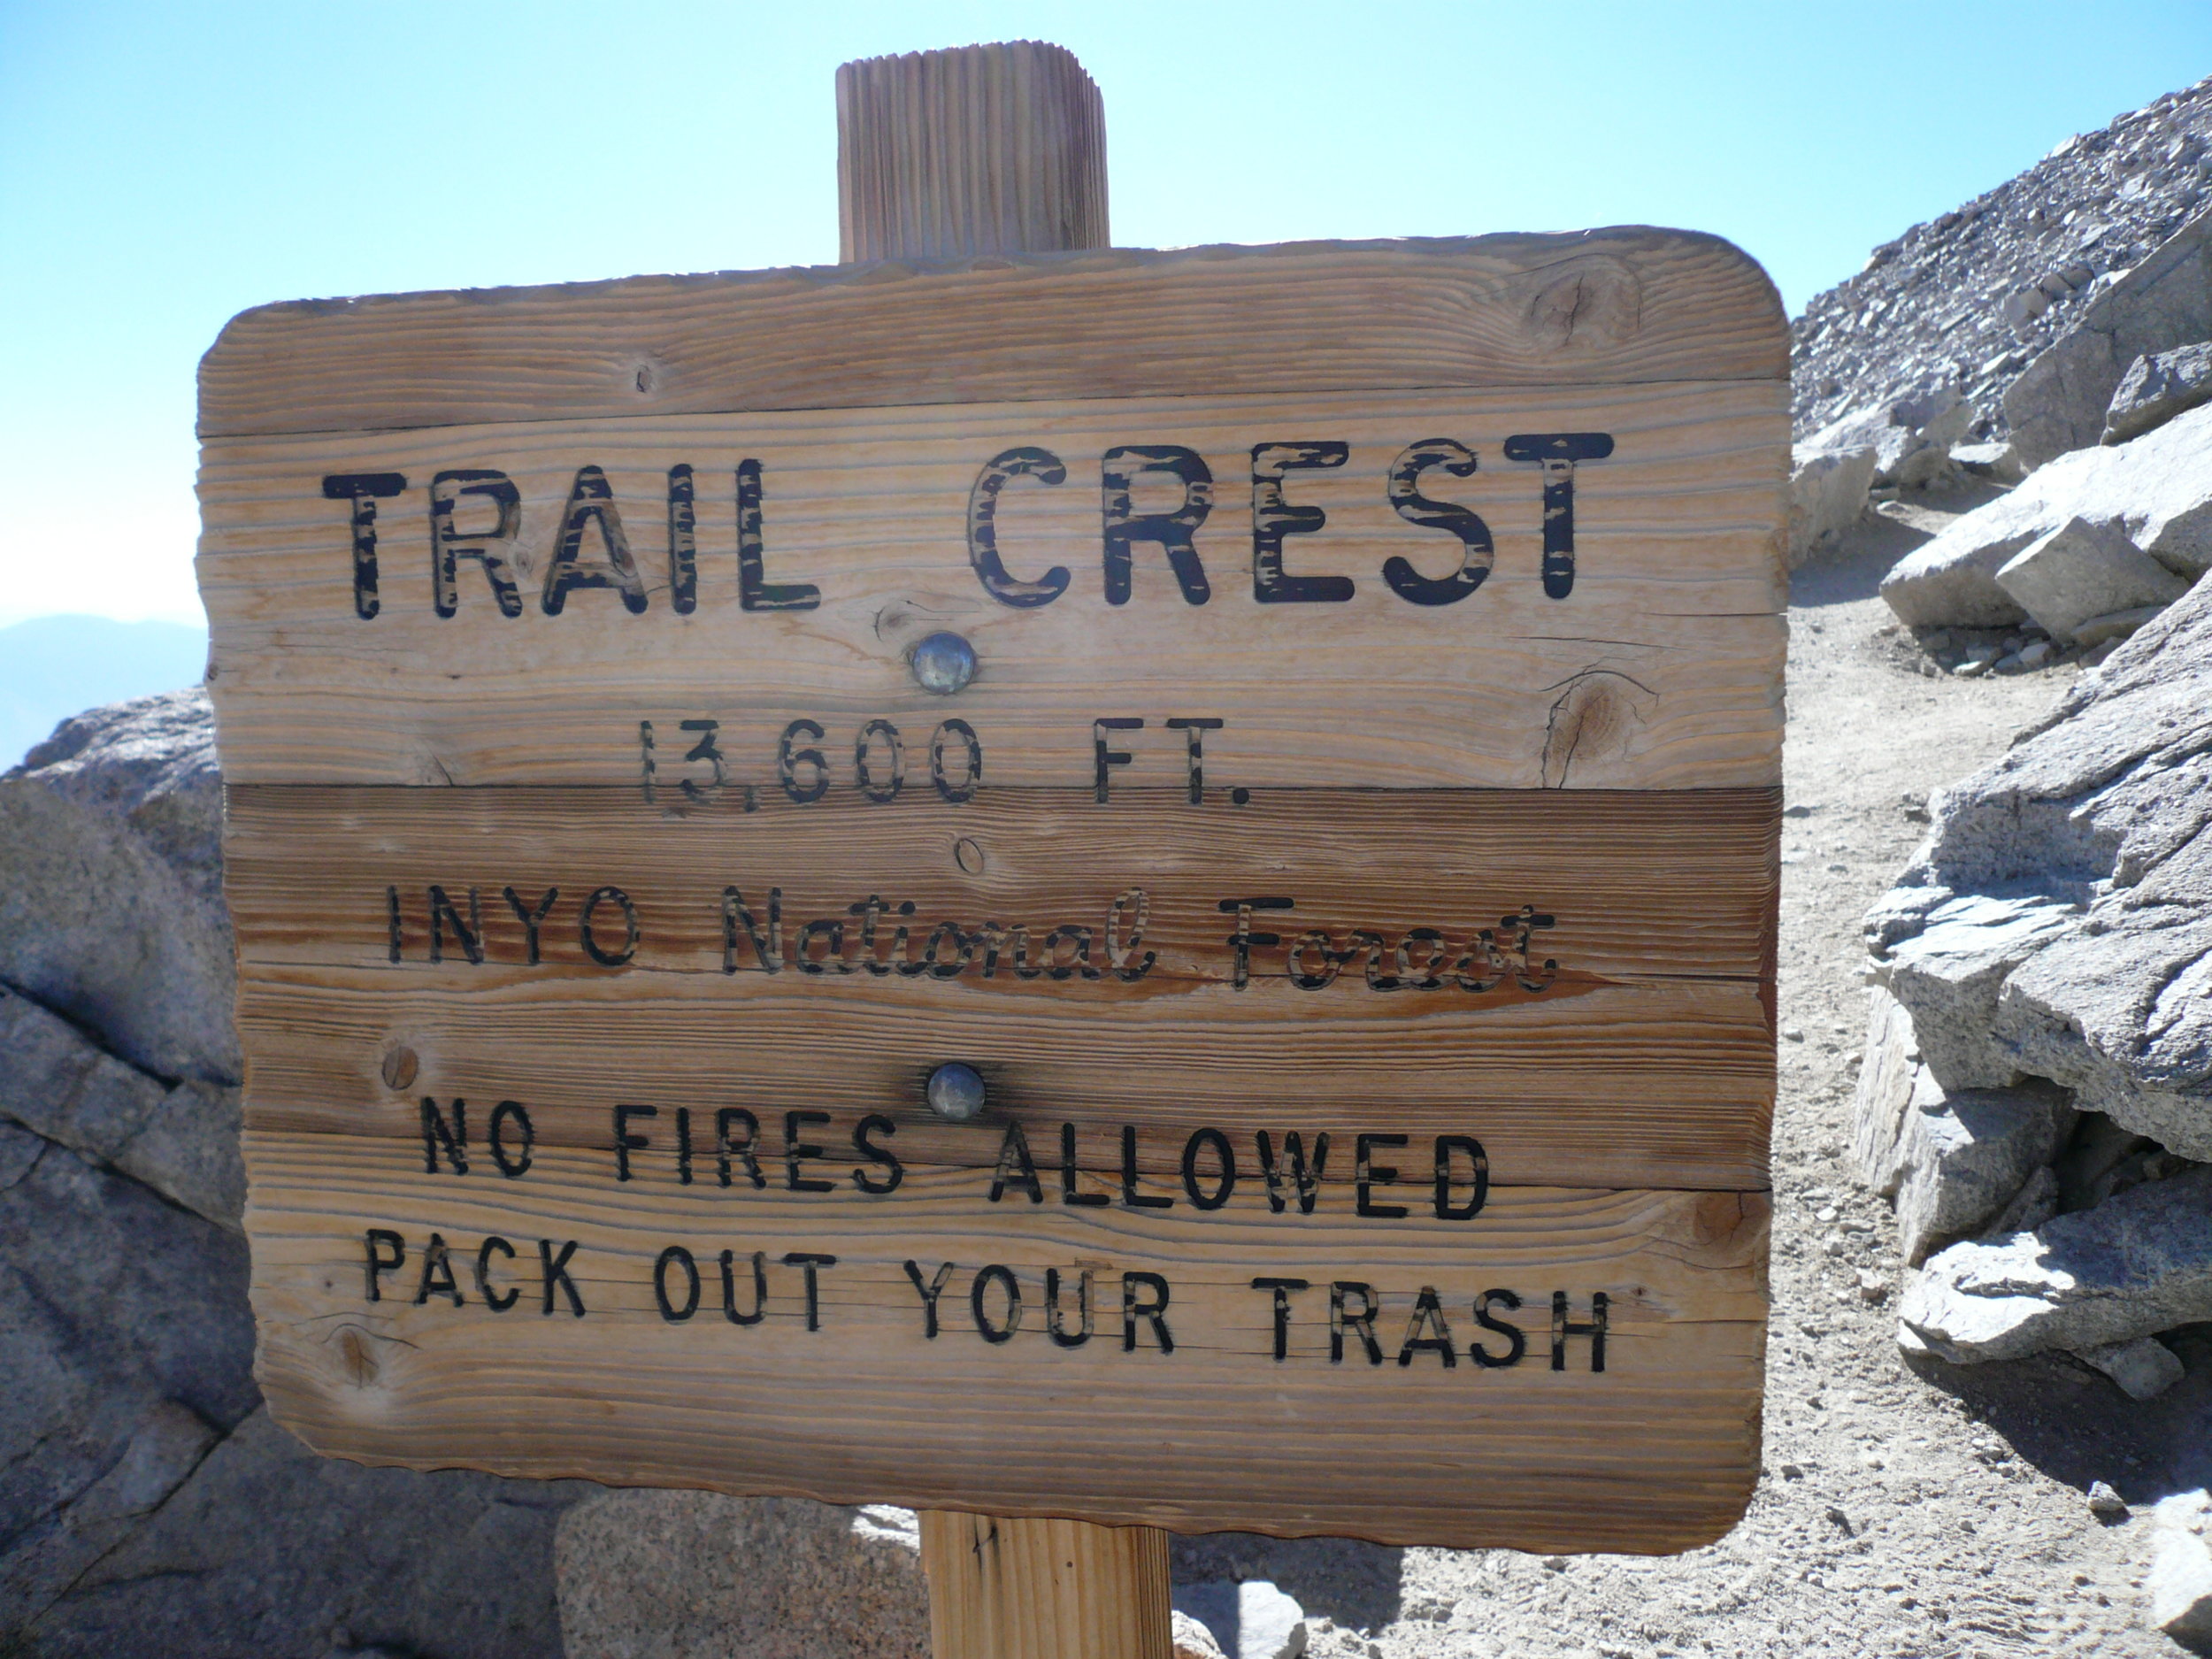 TRAIL CREST
13,600 FT.
INYO National Forest
NO FIRES ALLOWED
PACK OUT YOUR TRASH